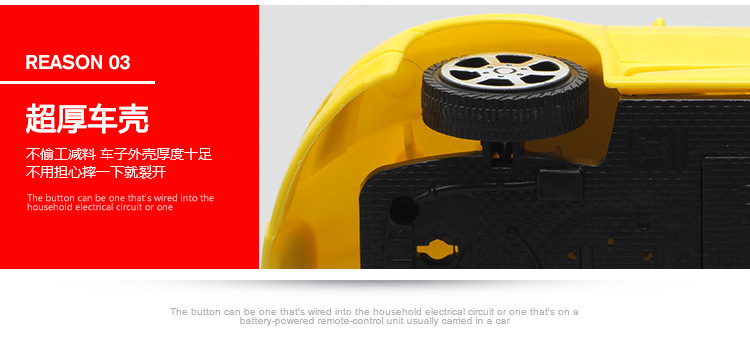 REASON 03
超厚车壳
不偷工减料 车子外壳厚度十足
不用担心摔一下就裂开
The button can be one that's wired into the
household electrical circuit or one
The button can be one that's wired into the household electrical circuit or one that's on a
battery-powered remote-control unit usually carried in a car